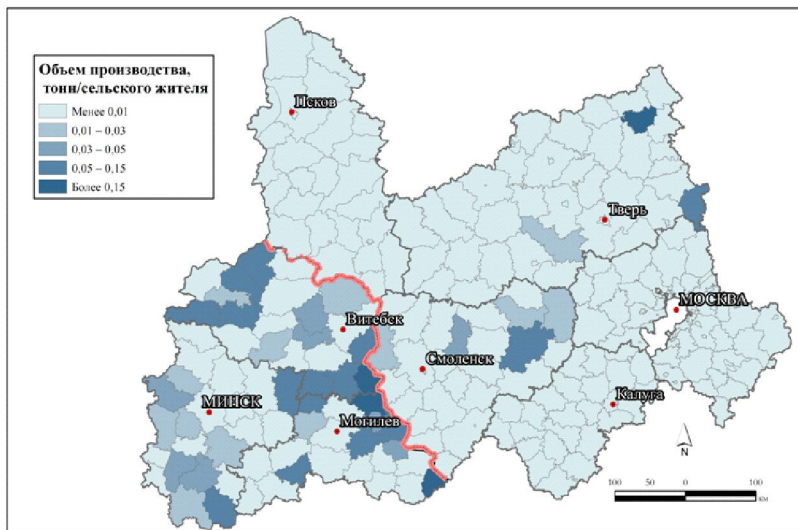 Объем производства,
тонн/сельского жителя
Менее 0,01
0,01 – 0,03
0,03 – 0,05
0,05 – 0,15
Более 0,15
Псков
Тверь
МОСКВА
Витебск
Смоленск
Калуга
МИНСК
Могилев
N
100 50 0 100
км